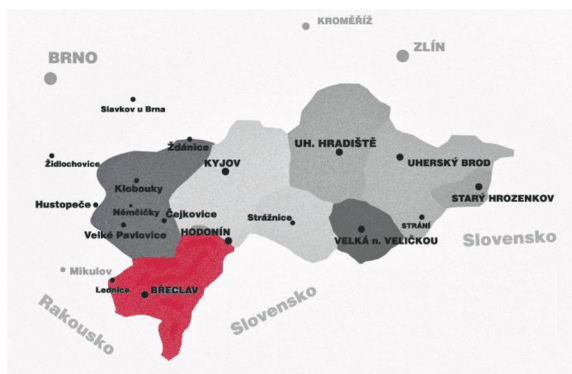 KROMĚŘÍŽ
ZLÍN
BRNO
Slavkov u Brna
Ždánice
UH. HRADIŠTĚ
Židlochovice
KYJOV
UHERSKÝ BROD
Klobouky
STARÝ HROZENKOV
Hustopeče
Němčičky
Čejkovice
Strážnice
STRÁNÍ
Velké Pavlovice
HODONÍN
VELKÁ n. VELIČKOU
Slovensko
Mikulov
Lednice
BŘECLAV
Slovensko
Rakousko